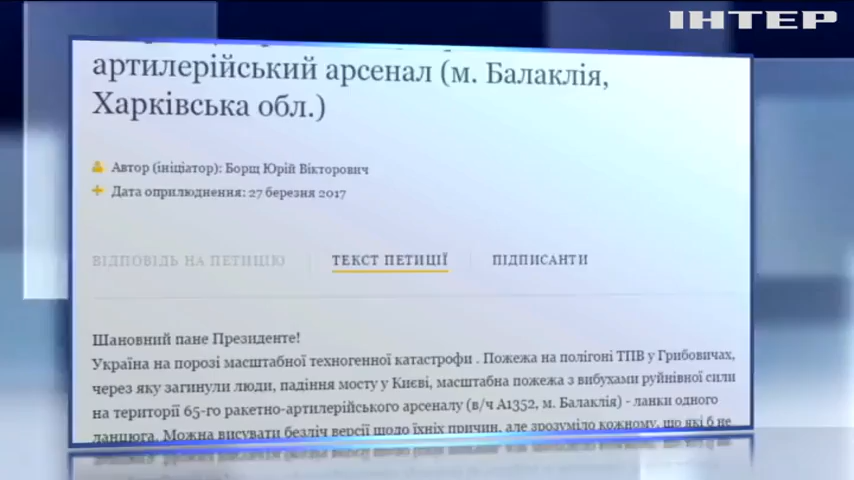 ІНТЕР
артилерійський арсенал (м. Балаклія,
Харківська обл.)
Автор (ініціатор): Борщ Юрій Вікторович
Дата оприлюднення: 27 березня 2017
ВІДПОВІДЬ НА ПЕТИЦІЮ ТЕКСТ ПЕТИЦІЇ ПІДПИСАНТИ
Шановний пане Президенте!
Україна на порозі масштабної техногенної катастрофи . Пожежа на полігоні ТПВ у Грибовичах,
через яку загинули люди, падіння мосту у Києві, масштабна пожежа з вибухами руйнівної сили
на території 65-го ракетно-артилерійського арсеналу (в/ч А1352, м. Балаклія) - ланки одного
ланцюга. Можна висувати безліч версії щодо їхніх причин, але зрозуміло кожному, що які б не